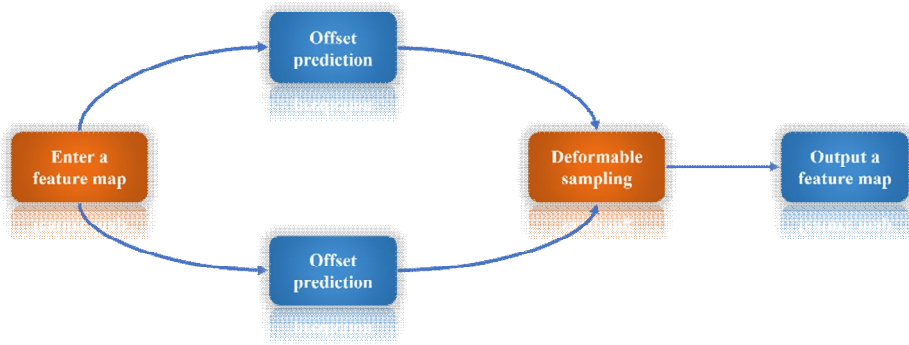 Offset
prediction
Enter a
feature map
Deformable
sampling
Output a
feature map
Offset
prediction